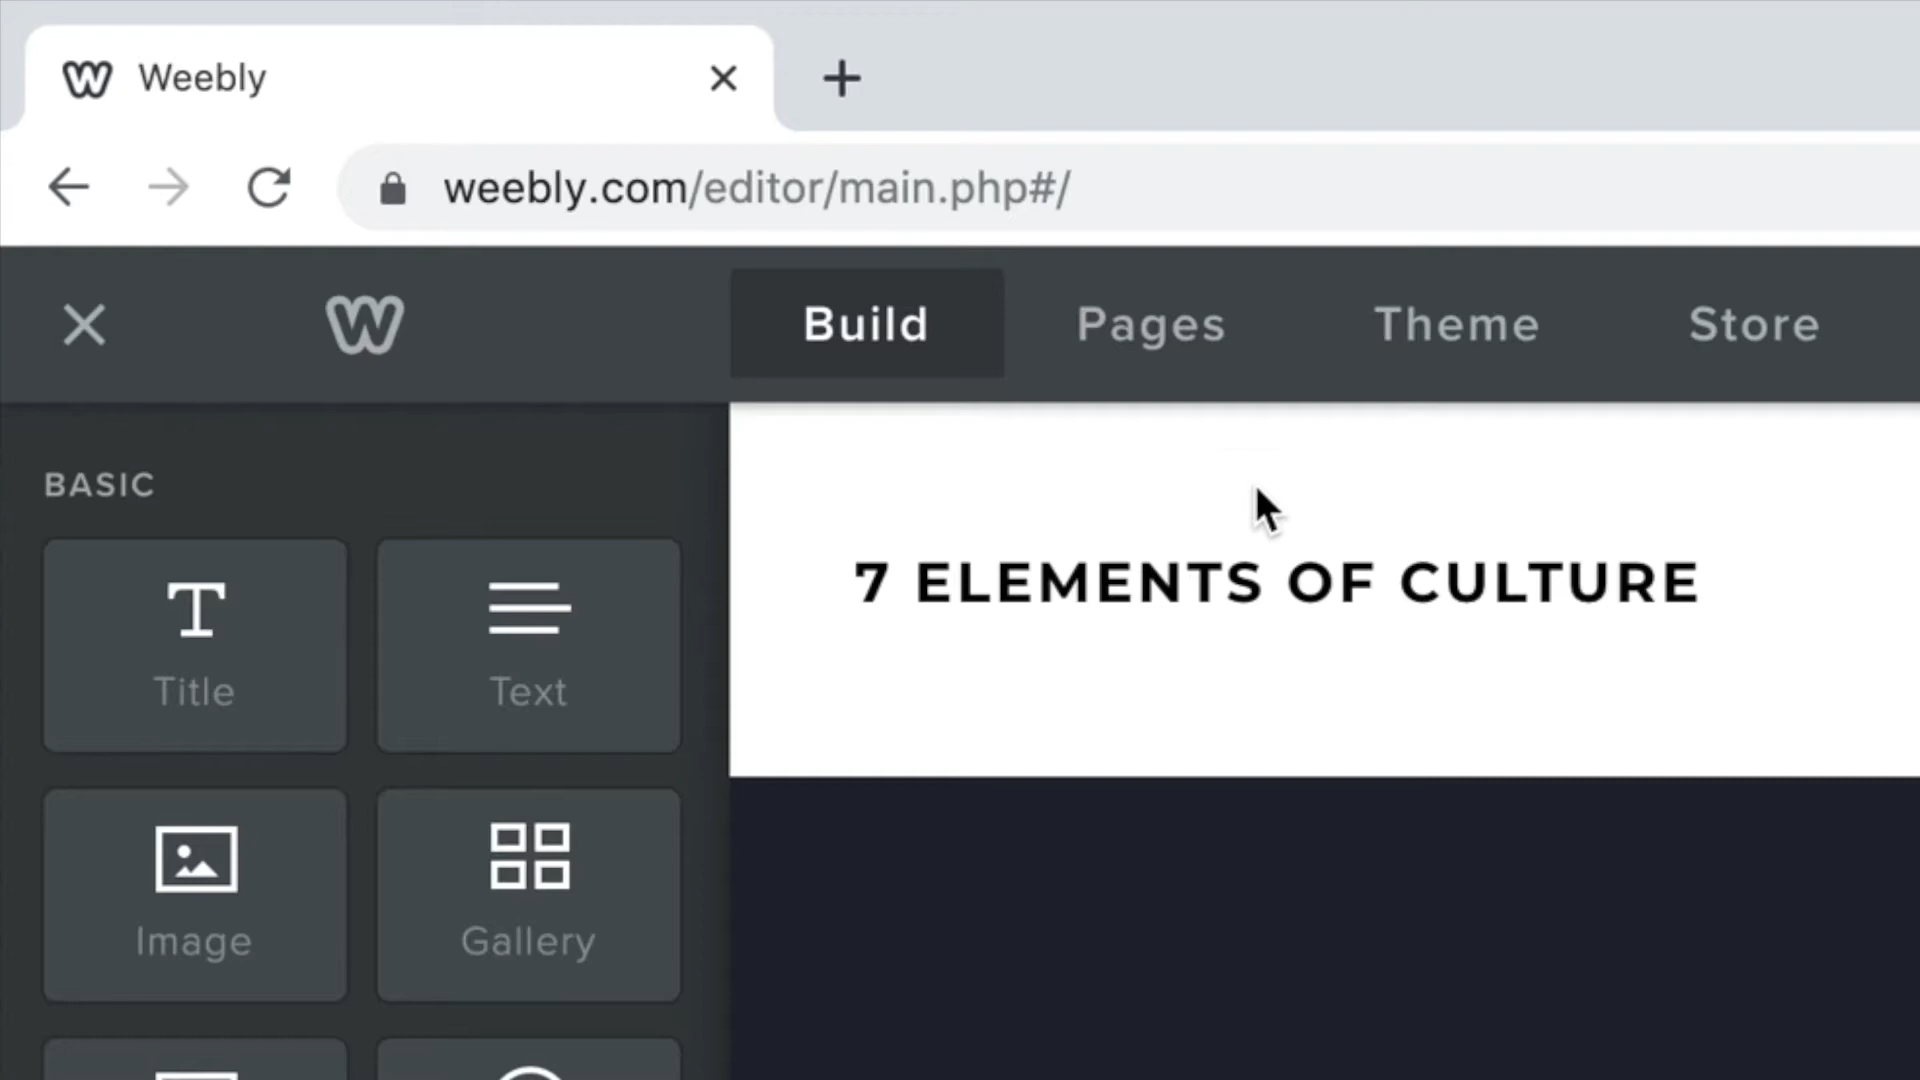 Weebly
weebly.com/editor/main.php#/
Build Pages Theme Store
BASIC
7 ELEMENTS OF CULTURE
Title Text
Image Gallery